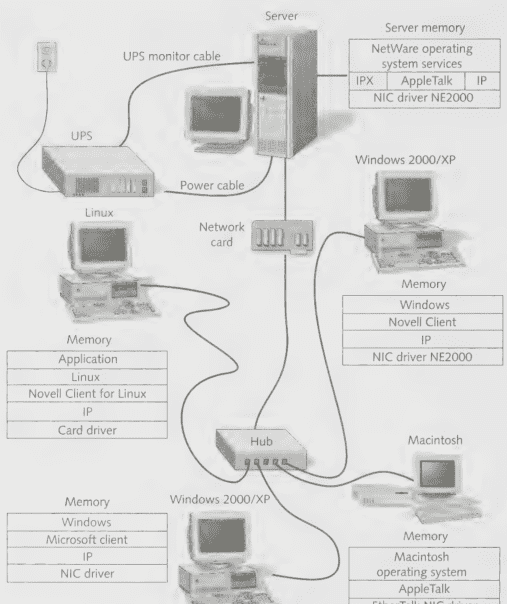 Server
Server memory
NetWare operating
system services
IPX AppleTalk IP
NIC driver NE2000
UPS monitor cable
UPS
Power cable
Windows 2000/XP
Linux
Network
card
Memory
Windows
Novell Client
IP
NIC driver NE2000
Memory
Application
Linux
Novell Client for Linux
IP
Card driver
Hub
Macintosh
Memory
Windows
Microsoft client
IP
NIC driver
Windows 2000/XP
Memory
Macintosh
operating system
AppleTalk
EtherTalk NIC driver